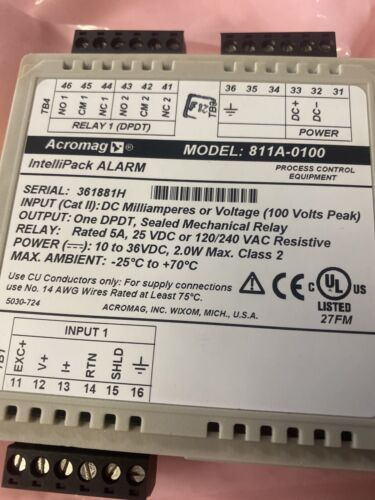 46 45 44 43 42 41
36 35 34 33 32 31
TB4
NO 1
CM 1
NC 1
NO 2
CM 2
NC 2
DC +
DC -
RELAY 1 (DPDT)
POWER
Acromag ®
MODEL: 811A-0100
IntelliPack ALARM
PROCESS CONTROL
EQUIPMENT
SERIAL: 361881H
INPUT (Cat II): DC Milliamperes or Voltage (100 Volts Peak)
OUTPUT: One DPDT, Sealed Mechanical Relay
RELAY: Rated 5A, 25 VDC or 120/240 VAC Resistive
POWER (⎓): 10 to 36VDC, 2.0W Max. Class 2
MAX. AMBIENT: -25°C to +70°C
Use CU Conductors only: For supply connections
use No. 14 AWG Wires Rated at Least 75°C.
5030-724
ACROMAG, INC. WIXOM, MICH., U.S.A.
CE
C UL US
LISTED
27FM
INPUT 1
TB1
EXC+
V+
I+
RTN
SHLD
11 12 13 14 15 16